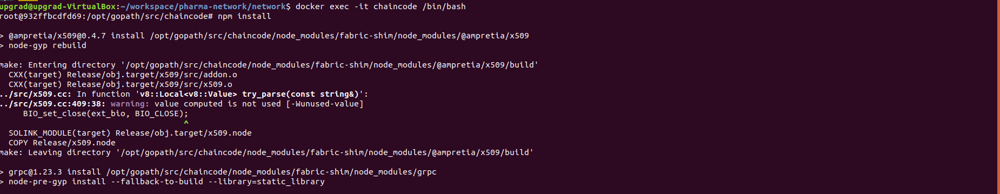 upgrad@upgrad-VirtualBox:~/workspace/pharma-network/network$ docker exec -it chaincode /bin/bash
root@932ffbcdfd69:/opt/gopath/src/chaincode# npm install
> @ampretia/x509@0.4.7 install /opt/gopath/src/chaincode/node_modules/fabric-shim/node_modules/@ampretia/x509
> node-gyp rebuild
make: Entering directory '/opt/gopath/src/chaincode/node_modules/fabric-shim/node_modules/@ampretia/x509/build'
  CXX(target) Release/obj.target/x509/src/addon.o
  CXX(target) Release/obj.target/x509/src/x509.o
../src/x509.cc: In function 'v8::Local<v8::Value> try_parse(const string&)':
../src/x509.cc:409:38: warning: value computed is not used [-Wunused-value]
     BIO_set_close(ext_bio, BIO_CLOSE);
                                      ^
  SOLINK_MODULE(target) Release/obj.target/x509.node
  COPY Release/x509.node
make: Leaving directory '/opt/gopath/src/chaincode/node_modules/fabric-shim/node_modules/@ampretia/x509/build'
> grpc@1.23.3 install /opt/gopath/src/chaincode/node_modules/fabric-shim/node_modules/grpc
> node-pre-gyp install --fallback-to-build --library=static_library